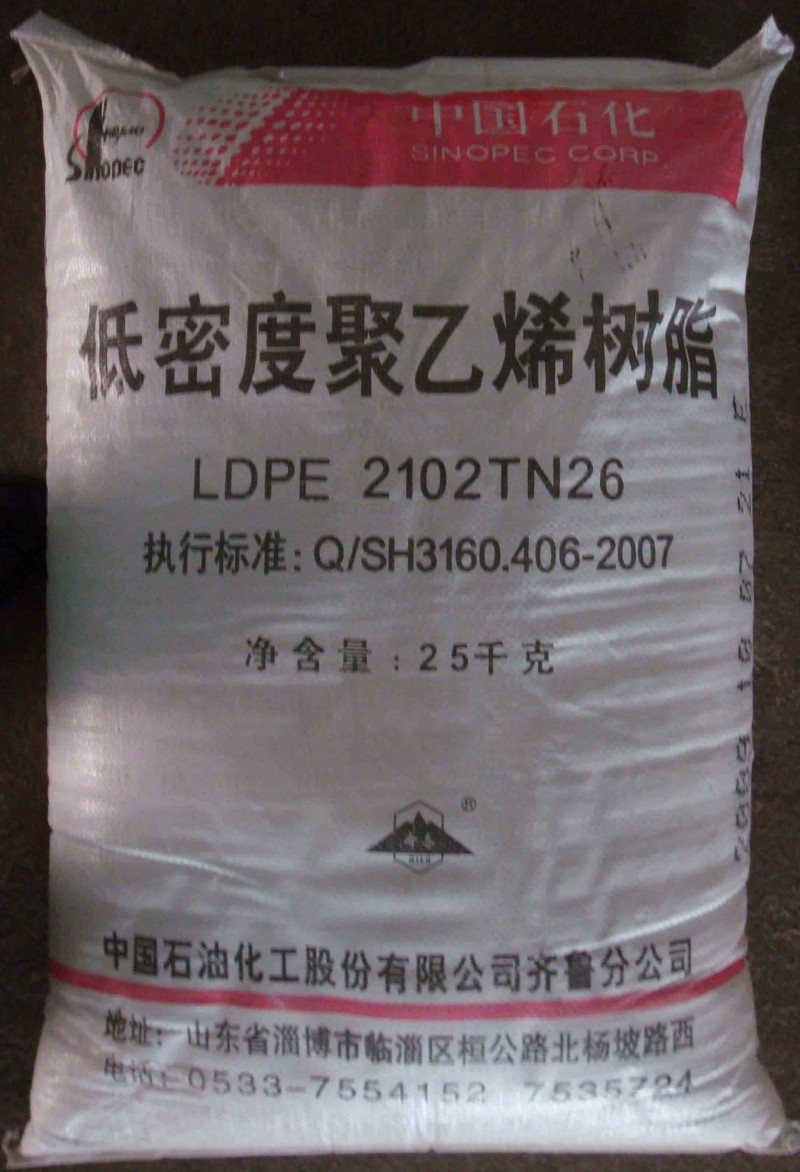 中国石化
SINOPEC CORP.
SINOPEC
低密度聚乙烯树脂
LDPE 2102TN26
执行标准: Q/SH3160.406-2007
净含量: 25千克
®
QILU
中国石油化工股份有限公司齐鲁分公司
地址: 山东省淄博市临淄区桓公路北杨坡路西
电话: 0533-7554152 7535724